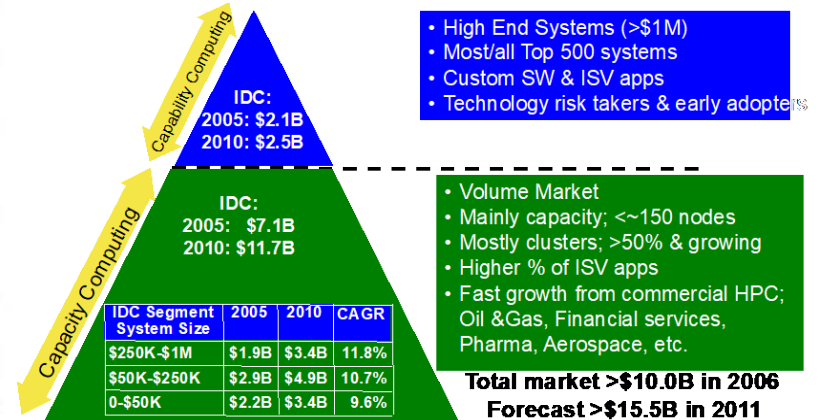 Capability Computing
IDC:
2005: $2.1B
2010: $2.5B
• High End Systems (>$1M)
• Most/all Top 500 systems
• Custom SW & ISV apps
• Technology risk takers & early adopters
Capacity Computing
IDC:
2005: $7.1B
2010: $11.7B
IDC Segment System Size 2005 2010 CAGR
$250K-$1M $1.9B $3.4B 11.8%
$50K-$250K $2.9B $4.9B 10.7%
0-$50K $2.2B $3.4B 9.6%
• Volume Market
• Mainly capacity; <~150 nodes
• Mostly clusters; >50% & growing
• Higher % of ISV apps
• Fast growth from commercial HPC;
Oil &Gas, Financial services,
Pharma, Aerospace, etc.
Total market >$10.0B in 2006
Forecast >$15.5B in 2011